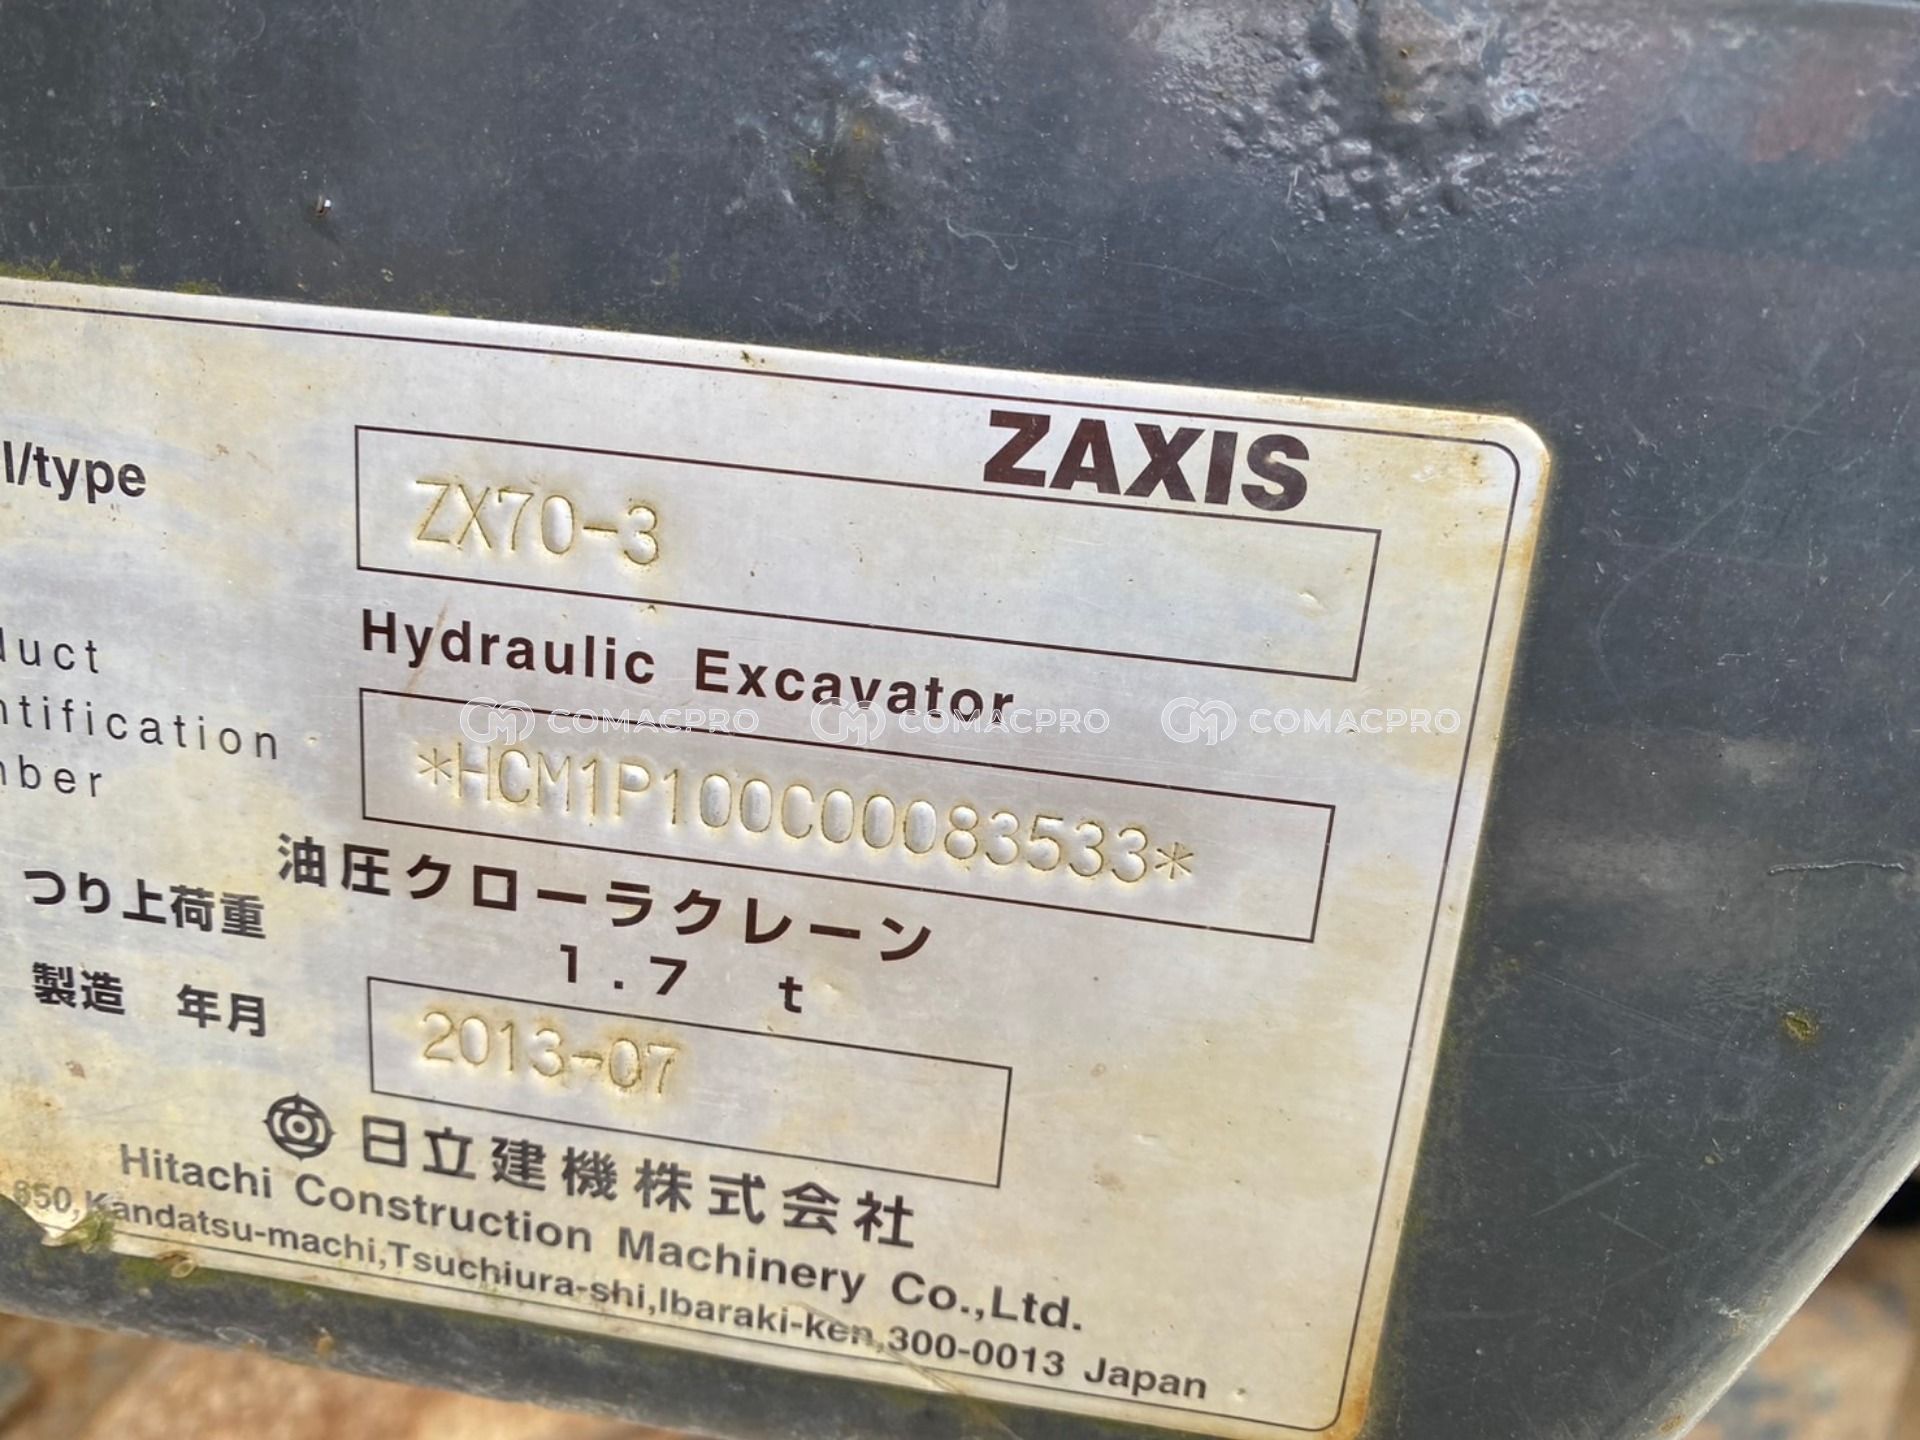 ZAXIS
l/type
ZX70-3
Hydraulic Excavator
duct
ntification
mber
COMACPRO COMACPRO COMACPRO
*HCM1P100C00083533*
油圧クローラクレーン
つり上荷重
1.7 t
製造 年月
2013-07
日立建機株式会社
Hitachi Construction Machinery Co.,Ltd.
650,Kandatsu-machi,Tsuchiura-shi,Ibaraki-ken,300-0013 Japan